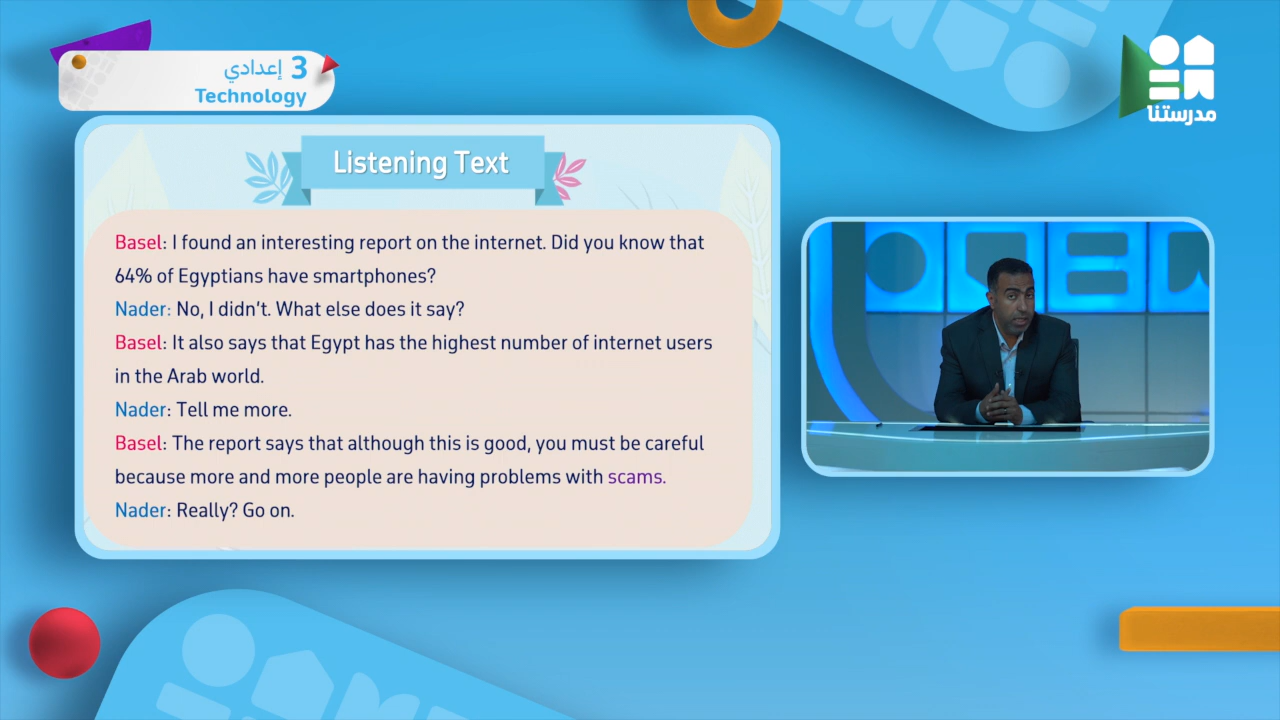 3 إعدادي
Technology
مدرستنا
Listening Text
Basel: I found an interesting report on the internet. Did you know that
64% of Egyptians have smartphones?
Nader: No, I didn't. What else does it say?
Basel: It also says that Egypt has the highest number of internet users
in the Arab world.
Nader: Tell me more.
Basel: The report says that although this is good, you must be careful
because more and more people are having problems with scams.
Nader: Really? Go on.